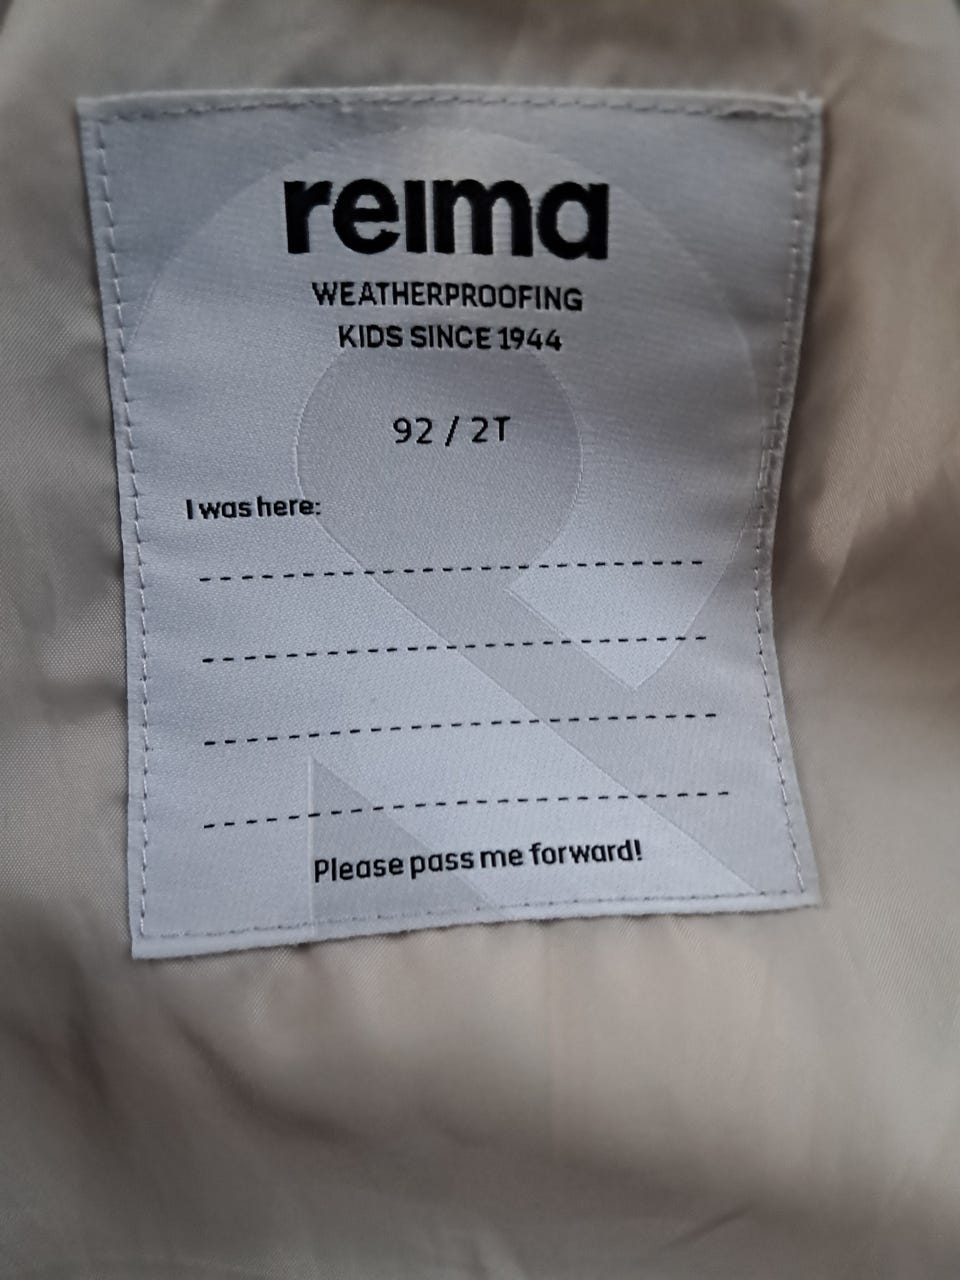 reima
WEATHERPROOFING
KIDS SINCE 1944
92 / 2T
I was here:
Please pass me forward!